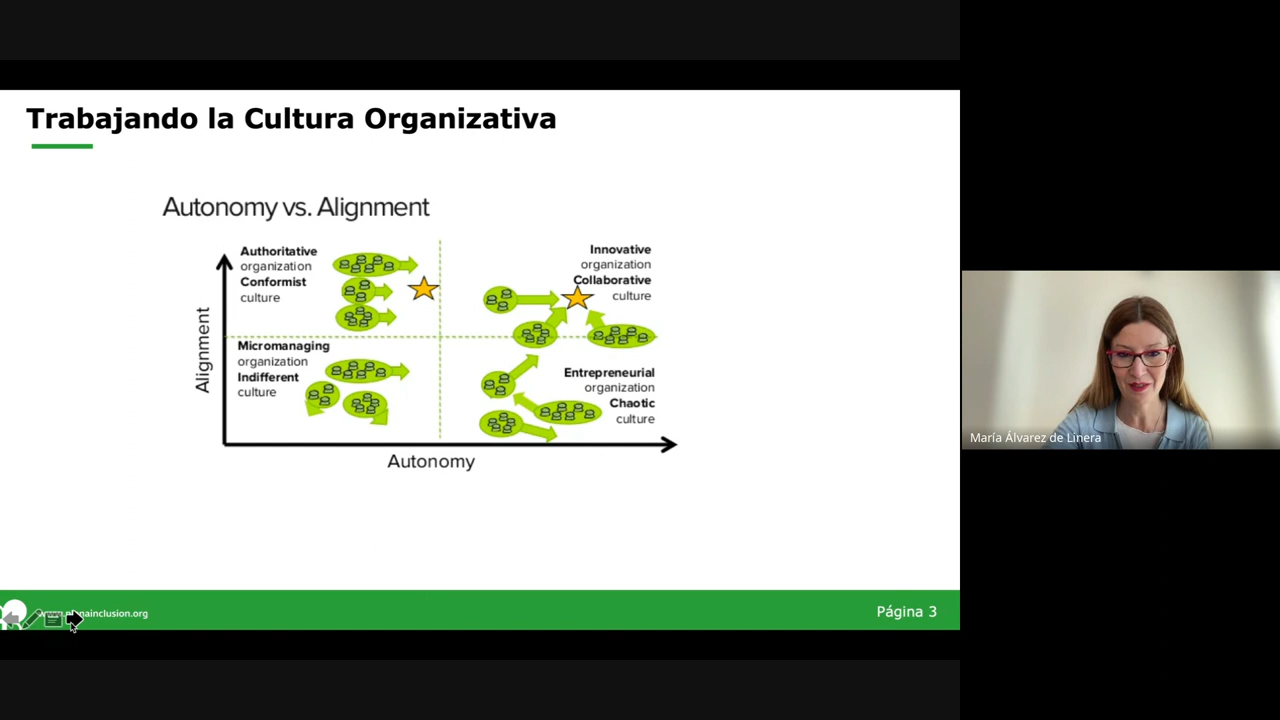 Trabajando la Cultura Organizativa
Autonomy vs. Alignment
Authoritative
organization
Conformist
culture
Innovative
organization
Collaborative
culture
Micromanaging
organization
Indifferent
culture
Entrepreneurial
organization
Chaotic
culture
Alignment
Autonomy
María Álvarez de Linera
Página 3